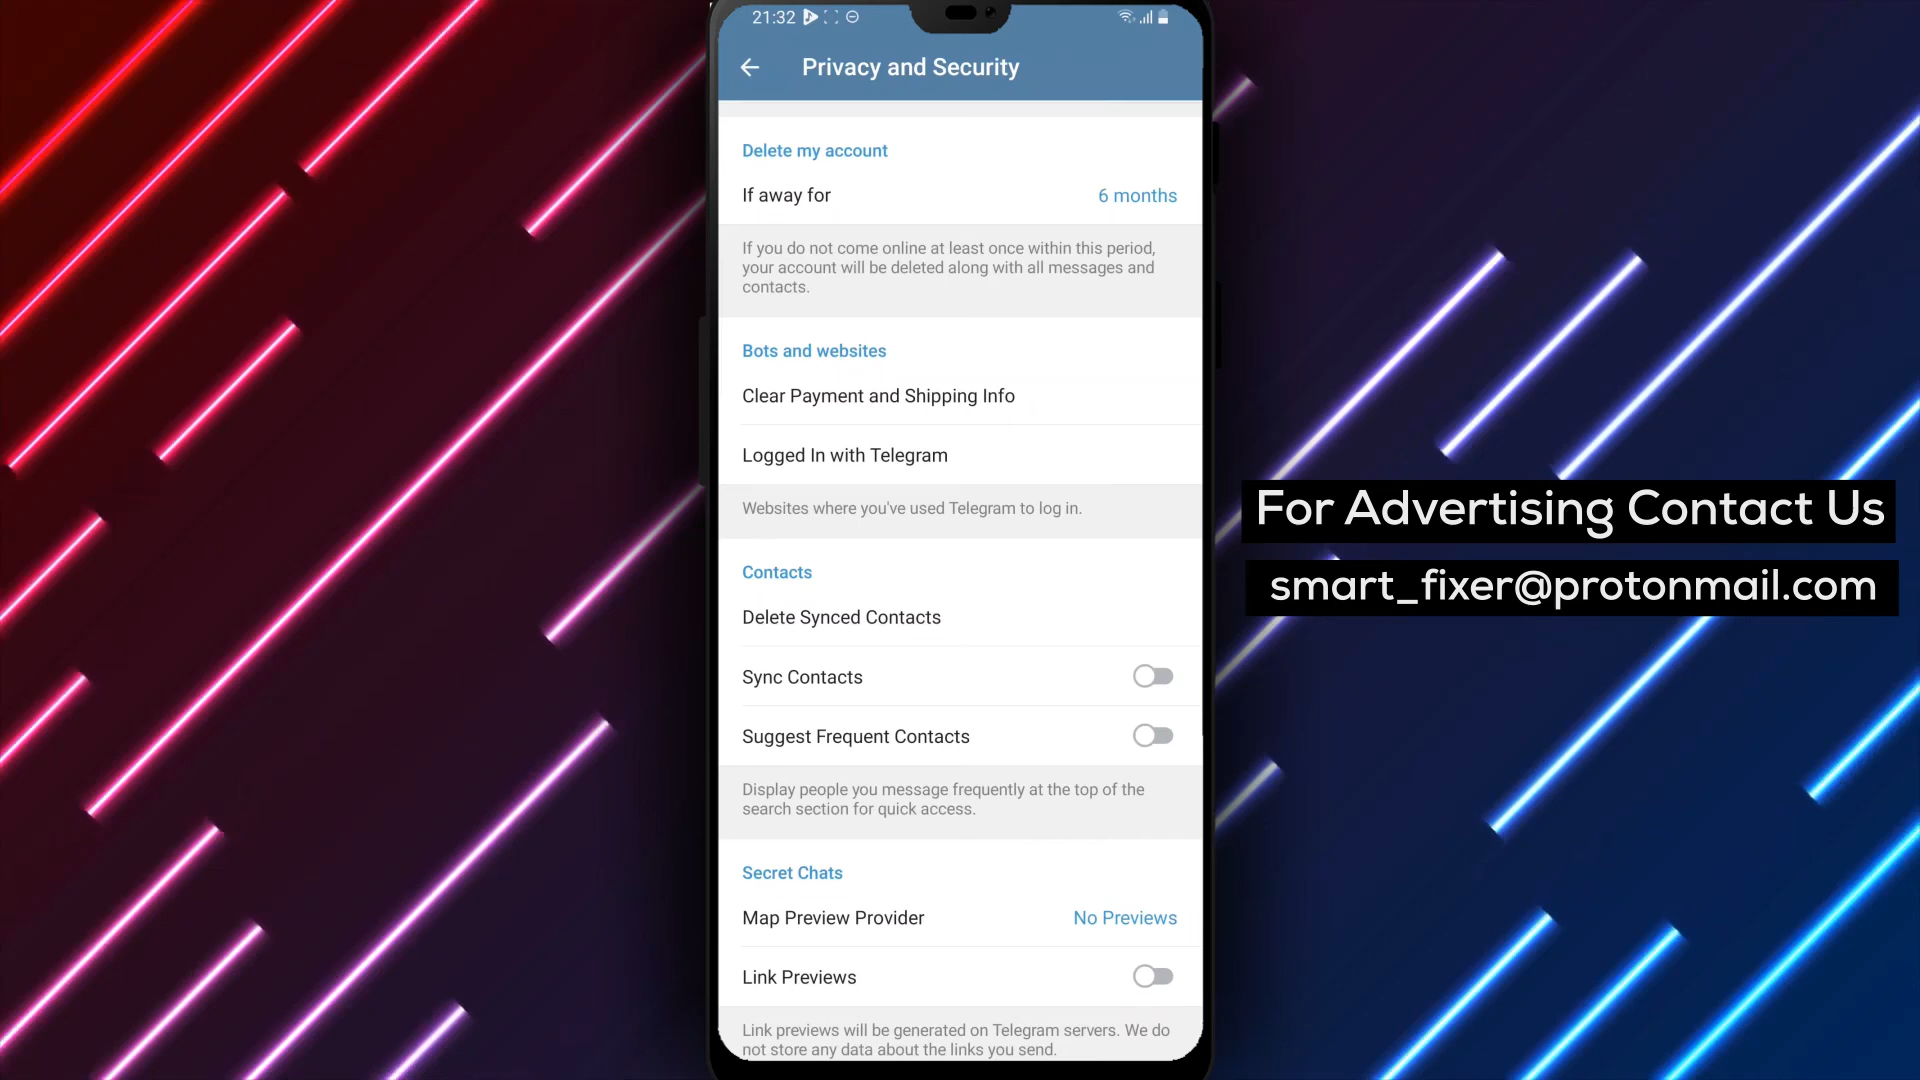 21:32
Privacy and Security
Delete my account
If away for 6 months
If you do not come online at least once within this period,
your account will be deleted along with all messages and
contacts.
Bots and websites
Clear Payment and Shipping Info
Logged In with Telegram
Websites where you've used Telegram to log in.
Contacts
Delete Synced Contacts
Sync Contacts
Suggest Frequent Contacts
Display people you message frequently at the top of the
search section for quick access.
Secret Chats
Map Preview Provider No Previews
Link Previews
Link previews will be generated on Telegram servers. We do
not store any data about the links you send.
For Advertising Contact Us
smart_fixer@protonmail.com